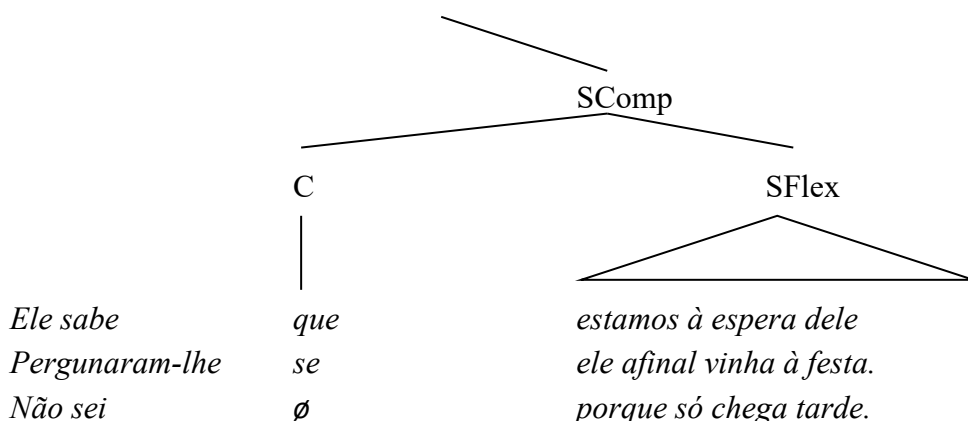 SComp
C SFlex
Ele sabe que estamos à espera dele
Pergunaram-lhe se ele afinal vinha à festa.
Não sei ø porque só chega tarde.